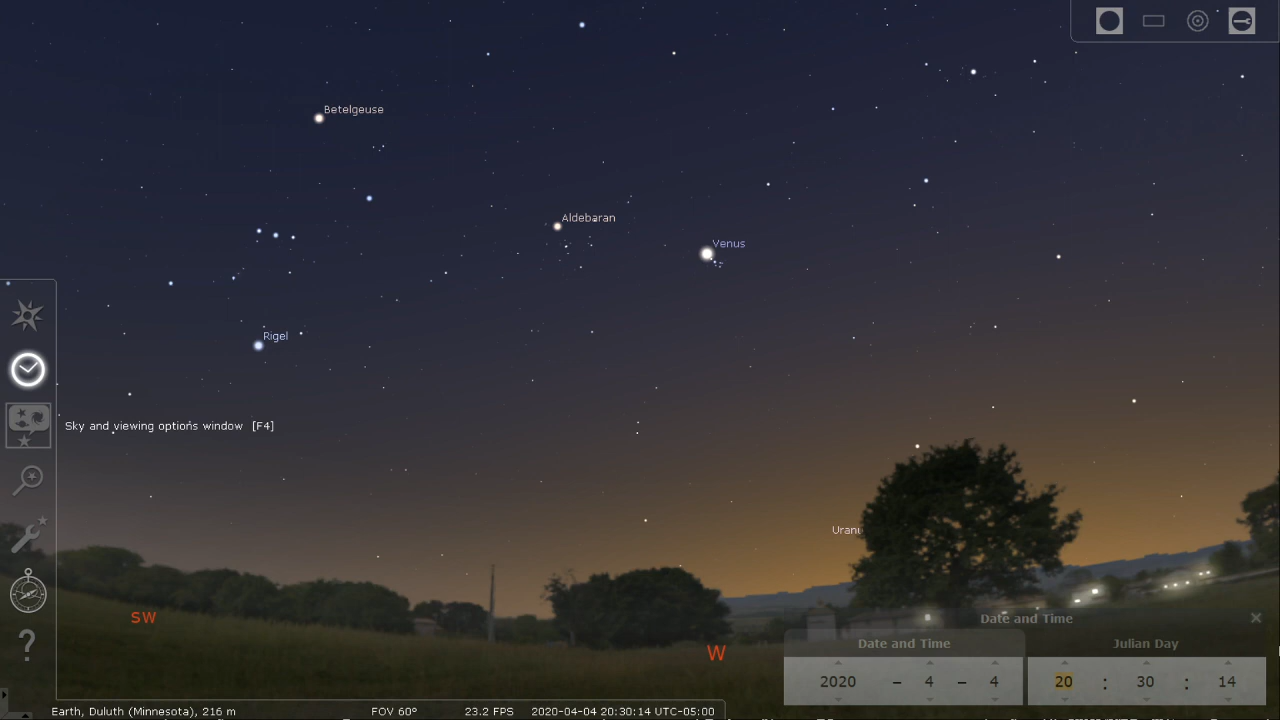 Betelgeuse
Aldebaran
Venus
Rigel
Sky and viewing options window [F4]
Uranu
SW
W
Date and Time
Date and Time
Julian Day
2020 - 4 - 4
20 : 30 : 14
Earth, Duluth (Minnesota), 216 m FOV 60° 23.2 FPS 2020-04-04 20:30:14 UTC-05:00